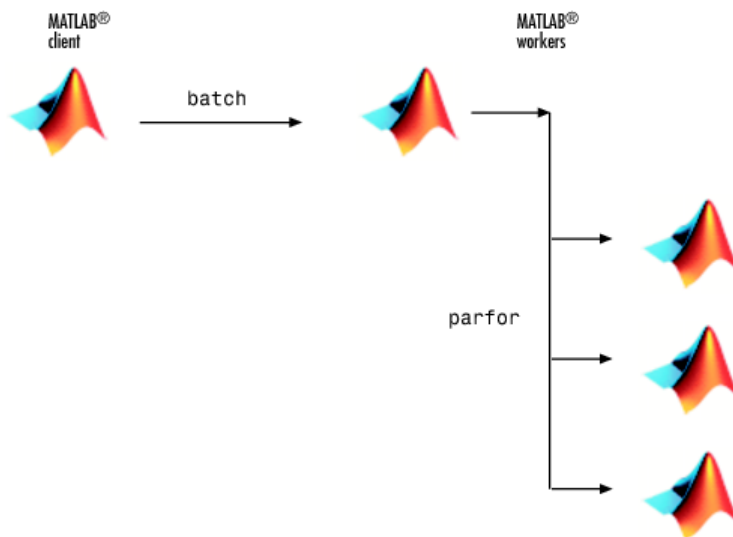 MATLAB®
client
MATLAB®
workers
batch
parfor